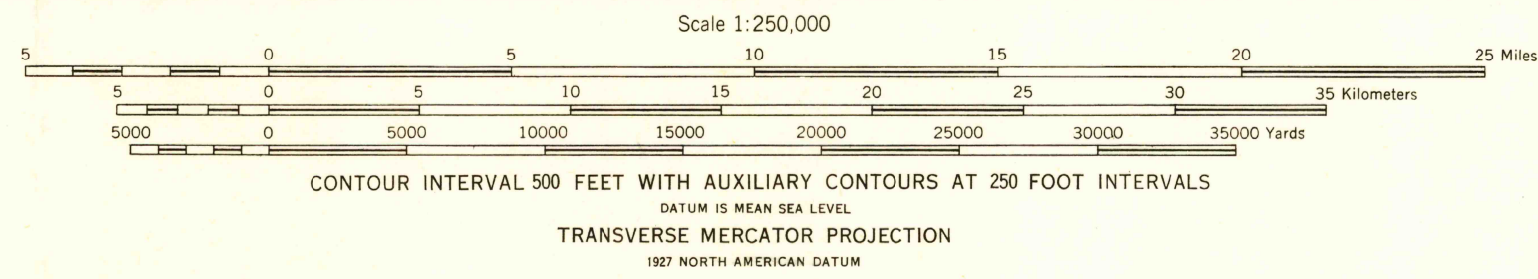 Scale 1:250,000
5 0 5 10 15 20 25 Miles
5 0 5 10 15 20 25 30 35 Kilometers
5000 0 5000 10000 15000 20000 25000 30000 35000 Yards
CONTOUR INTERVAL 500 FEET WITH AUXILIARY CONTOURS AT 250 FOOT INTERVALS
DATUM IS MEAN SEA LEVEL
TRANSVERSE MERCATOR PROJECTION
1927 NORTH AMERICAN DATUM